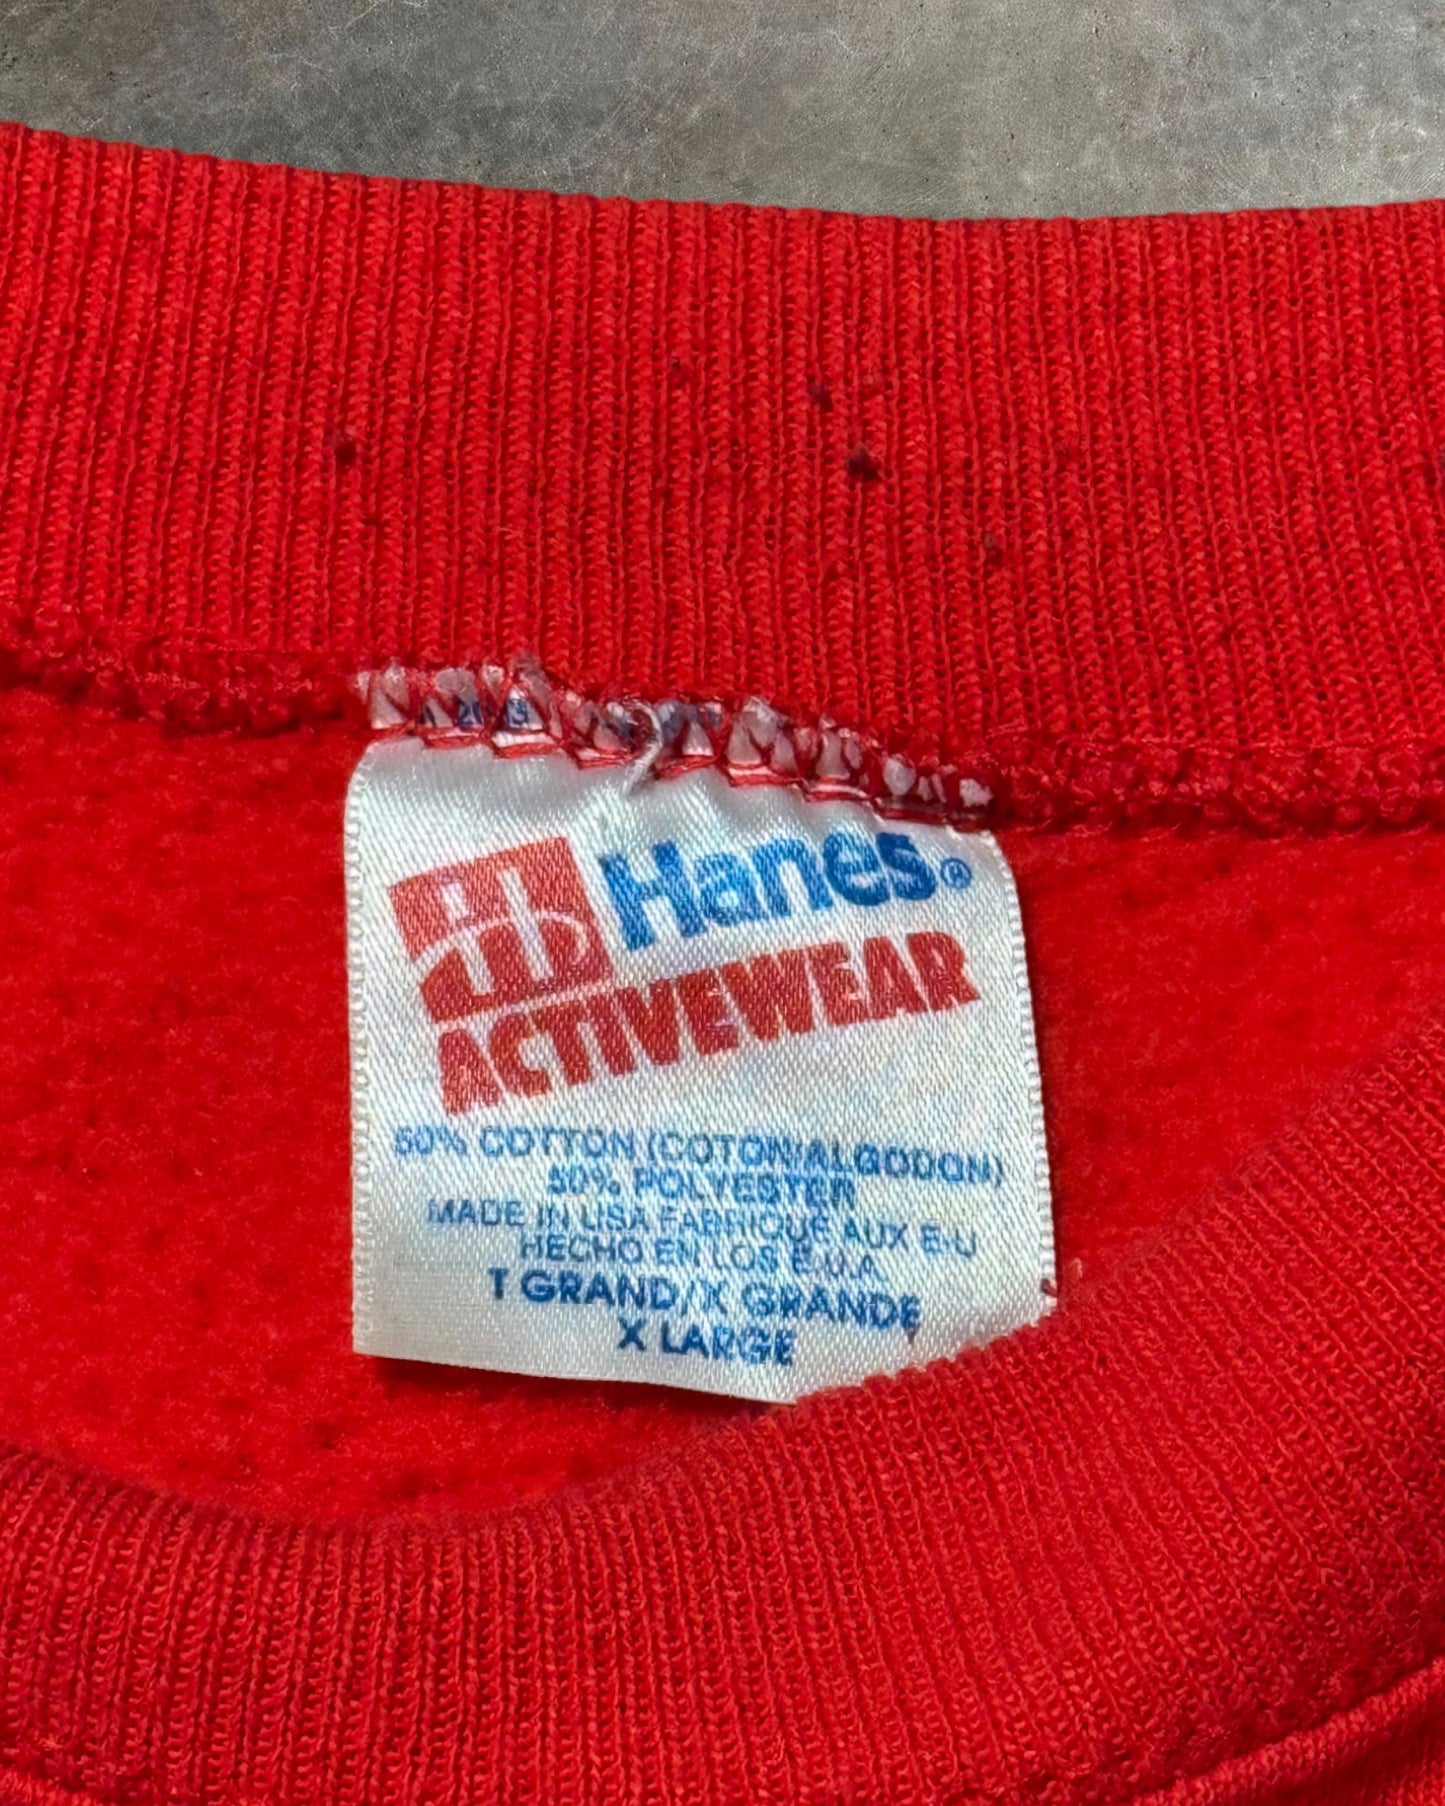 Hanes®
ACTIVEWEAR
50% COTTON (COTON/ALGODON)
50% POLYESTER
MADE IN USA FABRIQUE AUX E-U
HECHO EN LOS E.U.A.
T GRAND/X GRANDE
X LARGE